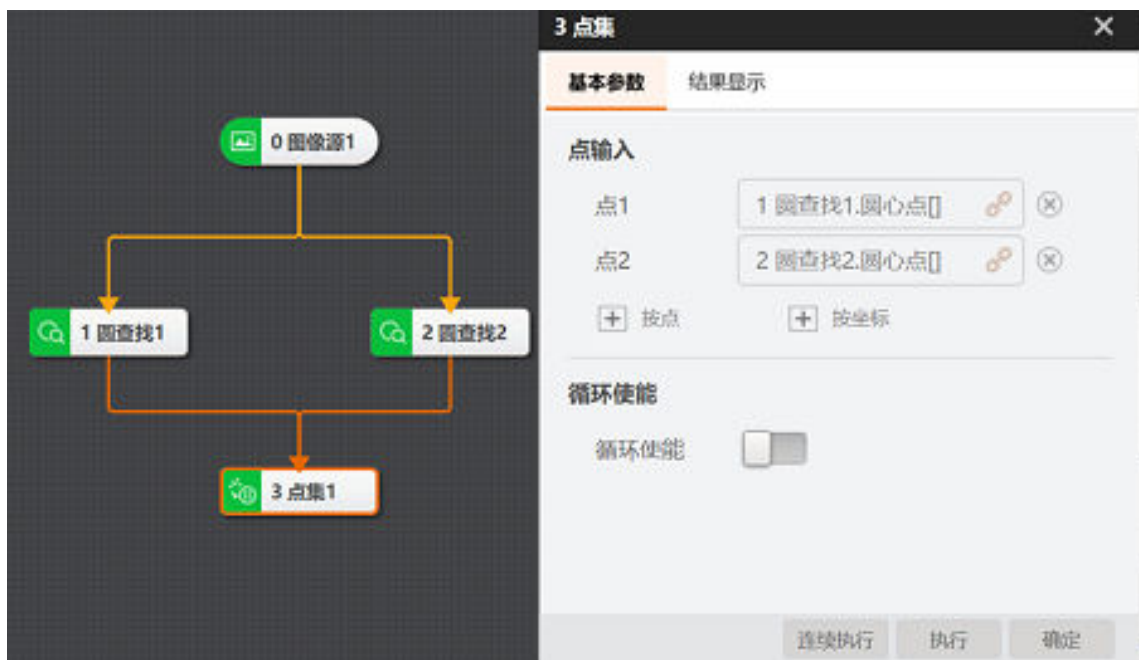 0 图像源1
1 圆查找1
2 圆查找2
3 点集1
3 点集
基本参数 结果显示
点输入
点1 1 圆查找1.圆心点[]
点2 2 圆查找2.圆心点[]
按点 按坐标
循环使能
循环使能
连续执行 执行 确定